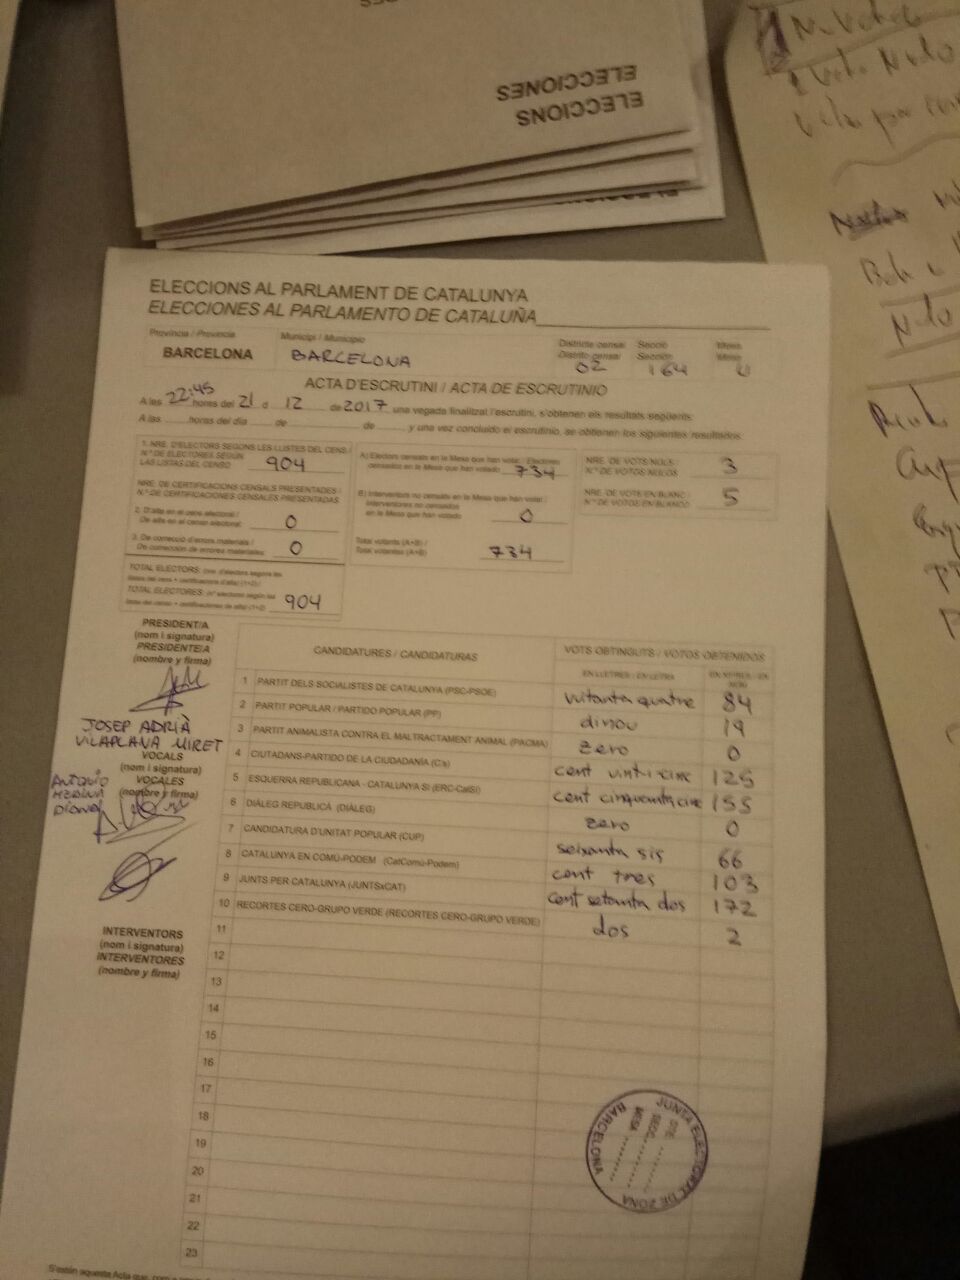 ELECCIONES
ELECCIONS
ELECCIONS AL PARLAMENT DE CATALUNYA
ELECCIONES AL PARLAMENTO DE CATALUÑA
Província / Provincia
BARCELONA
Municipi / Municipio
BARCELONA
Districte censal
Distrito censal
02
Secció
Sección
164
Mesa
Mesa
U
ACTA D'ESCRUTINI / ACTA DE ESCRUTINIO
A les 22:45 hores del 21 d 12 de 2017 una vegada finalitzat l'escrutini, s'obtenen els resultats següents:
A las hores del día de de y una vez concluido el escrutinio, se obtienen los siguientes resultados:
1. NRE. D'ELECTORS SEGONS LES LLISTES DEL CENS /
N.º DE ELECTORES SEGÚN
LAS LISTAS DEL CENSO 904
NRE. DE CERTIFICACIONS CENSALS PRESENTADES /
N.º DE CERTIFICACIONES CENSALES PRESENTADAS
2. D'alta en el cens electoral /
De alta en el censo electoral: 0
3. De correcció d'errors materials /
De corrección de errores materiales: 0
TOTAL ELECTORS: (nre. d'electors segons les
llistes del cens + certificacions d'alta) (1+2) /
TOTAL ELECTORES: (n.º electores según las
listas del censo + certificaciones de alta) (1+2) 904
A) Electors censats en la Mesa que han votat / Electores
censados en la Mesa que han votado 734
B) Interventors no censats en la Mesa que han votat /
Interventores no censados
en la Mesa que han votado 0
Total votants (A+B) /
Total votantes (A+B) 734
NRE. DE VOTS NULS /
N.º DE VOTOS NULOS 3
NRE. DE VOTS EN BLANC /
N.º DE VOTOS EN BLANCO 5
PRESIDENT/A
(nom i signatura)
PRESIDENTE/A
(nombre y firma)
JOSEP ADRIÀ
VILAPLANA MIRET
VOCALS
(nom i signatura)
VOCALES
(nombre y firma)
Antonio
INTERVENTORS
(nom i signatura)
INTERVENTORES
(nombre y firma)
CANDIDATURES / CANDIDATURAS
VOTS OBTINGUTS / VOTOS OBTENIDOS
EN LLETRES / EN LETRA
1 PARTIT DELS SOCIALISTES DE CATALUNYA (PSC-PSOE) vuitanta quatre 84
2 PARTIT POPULAR / PARTIDO POPULAR (PP) dinou 19
3 PARTIT ANIMALISTA CONTRA EL MALTRACTAMENT ANIMAL (PACMA) zero 0
4 CIUTADANS-PARTIDO DE LA CIUDADANÍA (C's) cent vint-i-cinc 125
5 ESQUERRA REPUBLICANA - CATALUNYA SÍ (ERC-CatSí) cent cinquanta cinc 155
6 DIÀLEG REPUBLICÀ (DIÀLEG) zero 0
7 CANDIDATURA D'UNITAT POPULAR (CUP) seixanta sis 66
8 CATALUNYA EN COMÚ-PODEM (CatComú-Podem) cent tres 103
9 JUNTS PER CATALUNYA (JUNTSxCAT) cent setanta dos 172
10 RECORTES CERO-GRUPO VERDE (RECORTES CERO-GRUPO VERDE) dos 2
11
12
13
14
15
16
17
18
19
20
21
22
23
JUNTA ELECTORAL DE ZONA
BARCELONA
DTE.
SECC.
MESA